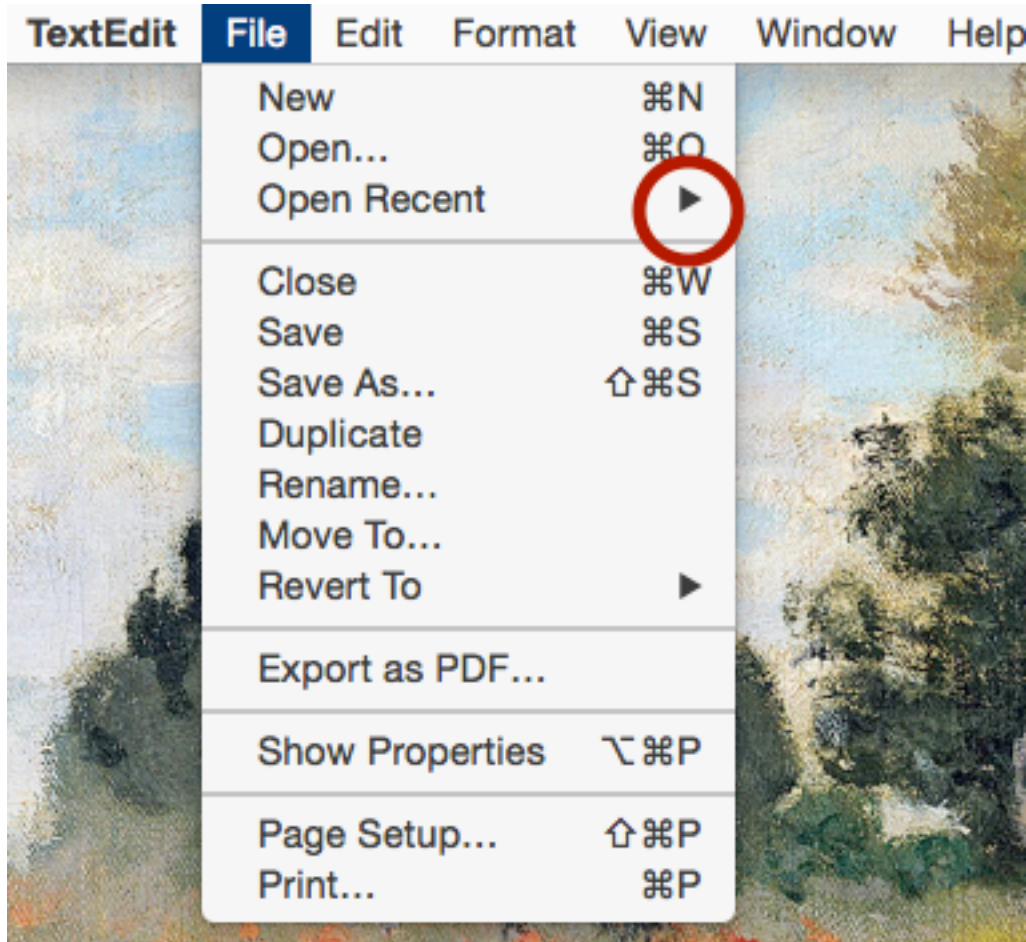 TextEdit File Edit Format View Window Help
New ⌘N
Open... ⌘O
Open Recent ▶
Close ⌘W
Save ⌘S
Save As... ⇧⌘S
Duplicate
Rename...
Move To...
Revert To ▶
Export as PDF...
Show Properties ⌥⌘P
Page Setup... ⇧⌘P
Print... ⌘P